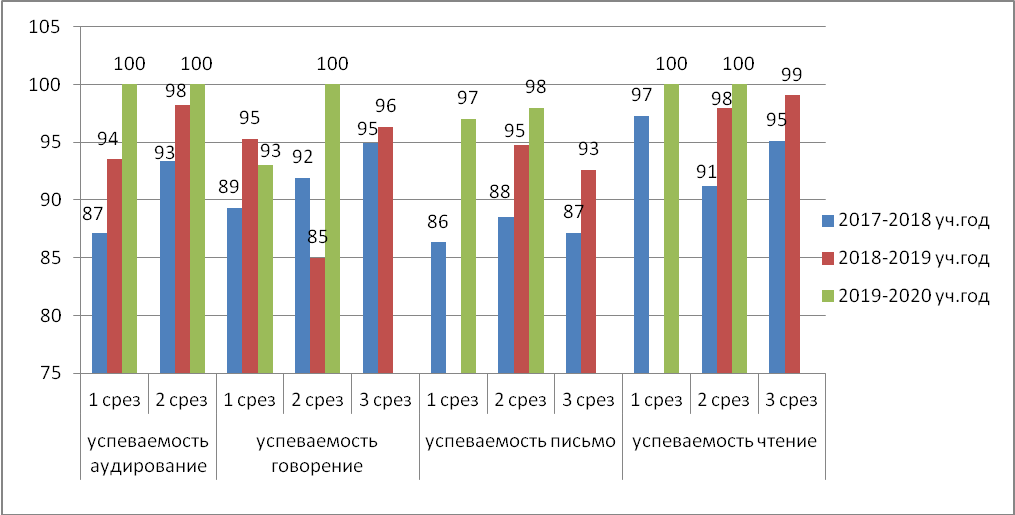 105
100
95
90
85
80
75
87
94
100
93
98
100
89
95
93
92
85
100
95
96
86
97
88
95
98
87
93
97
100
91
98
100
95
99
1 срез
2 срез
1 срез
2 срез
3 срез
1 срез
2 срез
3 срез
1 срез
2 срез
3 срез
успеваемость
аудирование
успеваемость
говорение
успеваемость письмо
успеваемость чтение
2017-2018 уч.год
2018-2019 уч.год
2019-2020 уч.год